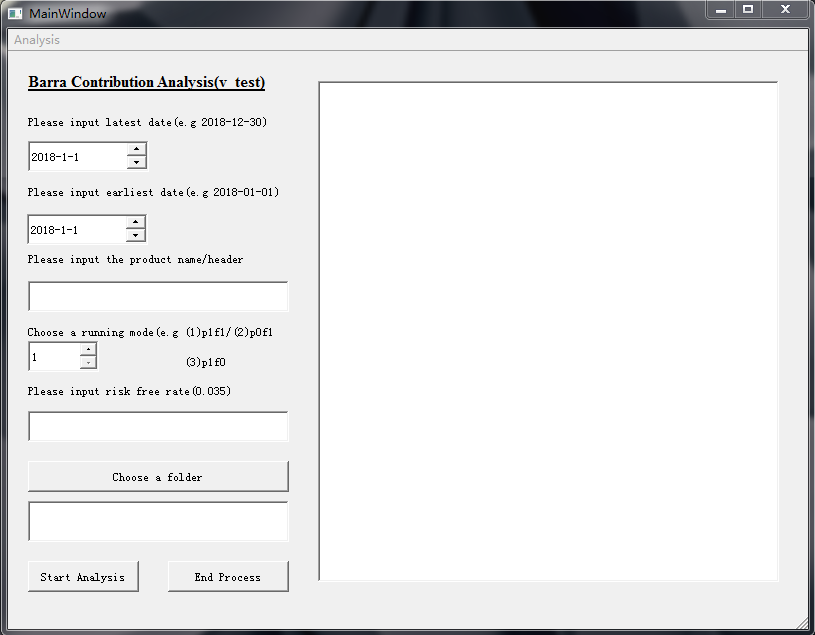 MainWindow
Analysis
Barra Contribution Analysis(v_test)
Please input latest date(e.g 2018-12-30)
2018-1-1
Please input earliest date(e.g 2018-01-01)
2018-1-1
Please input the product name/header
Choose a running mode(e.g (1)p1f1/(2)p0f1
1
(3)p1f0
Please input risk free rate(0.035)
Choose a folder
Start Analysis
End Process